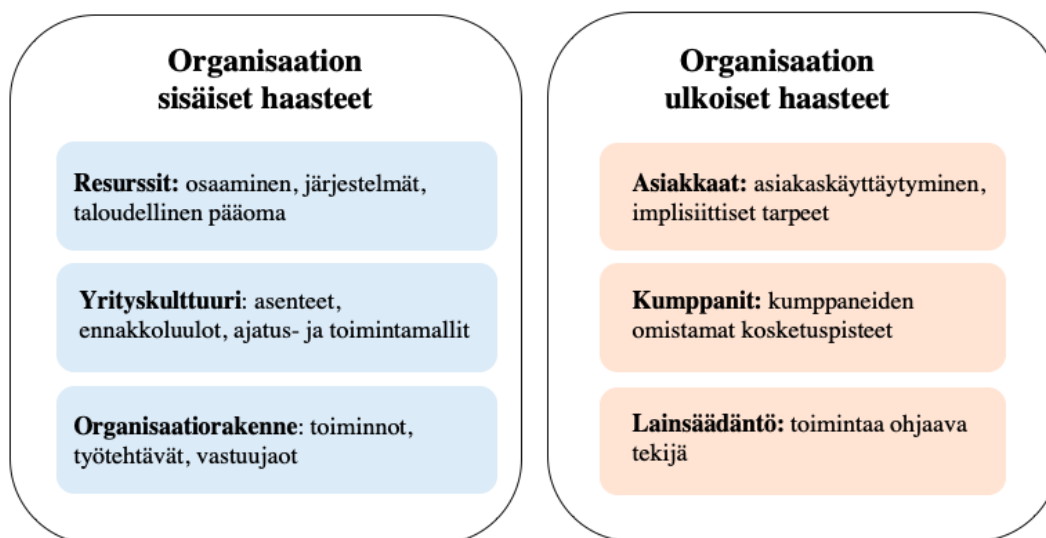 Organisaation
sisäiset haasteet
Resurssit: osaaminen, järjestelmät,
taloudellinen pääoma
Yrityskulttuuri: asenteet,
ennakkoluulot, ajatus- ja toimintamallit
Organisaatiorakenne: toiminnot,
työtehtävät, vastuujaot
Organisaation
ulkoiset haasteet
Asiakkaat: asiakaskäyttäytyminen,
implisiittiset tarpeet
Kumppanit: kumppaneiden
omistamat kosketuspisteet
Lainsäädäntö: toimintaa ohjaava
tekijä